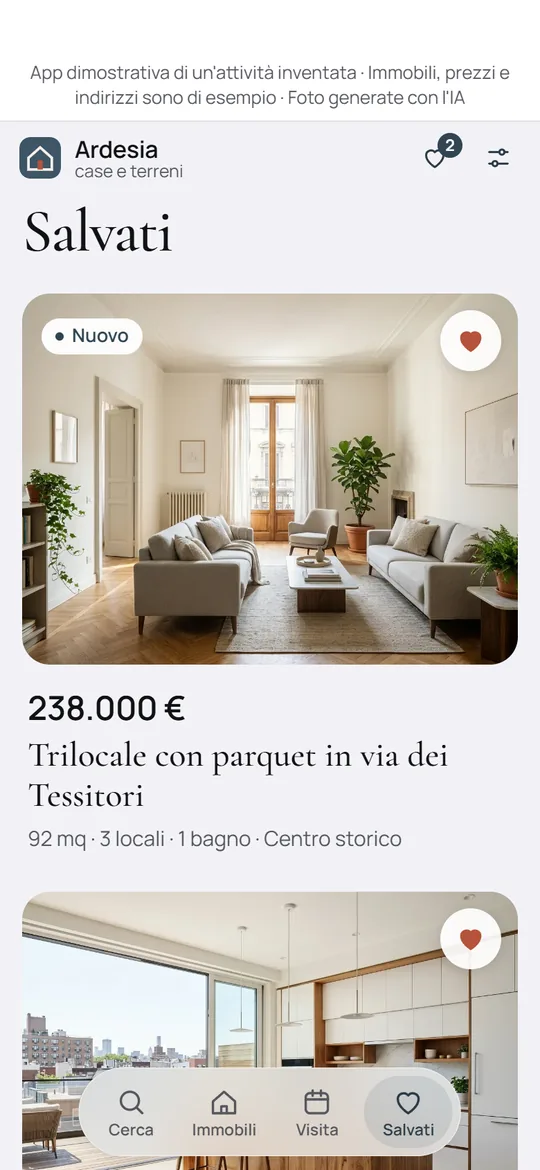 App dimostrativa di un'attività inventata · Immobili, prezzi e
indirizzi sono di esempio · Foto generate con l'IA
Ardesia
case e terreni
2
Salvati
Nuovo
238.000 €
Trilocale con parquet in via dei
Tessitori
92 mq · 3 locali · 1 bagno · Centro storico
Cerca
Immobili
Visita
Salvati